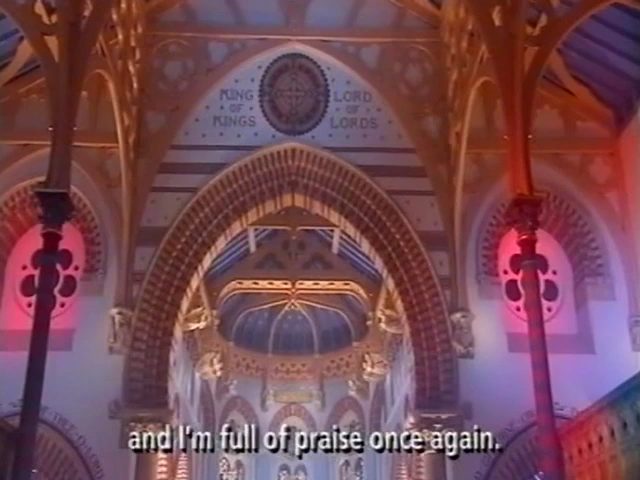 KING
OF
KINGS
LORD
OF
LORDS
and I'm full of praise once again.